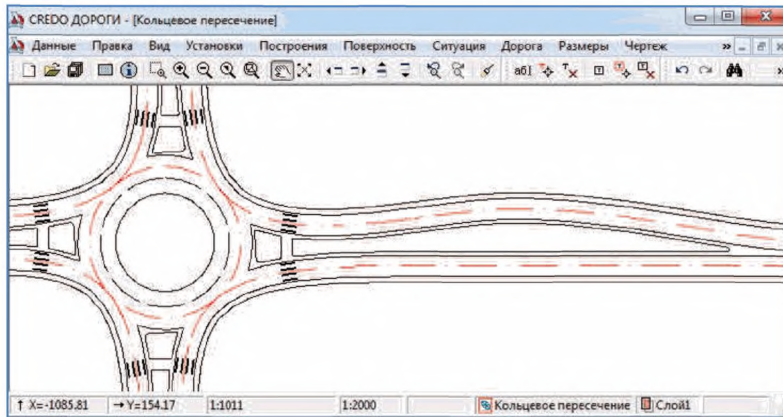 CREDO ДОРОГИ - [Кольцевое пересечение]
Данные Правка Вид Установки Построения Поверхность Ситуация Дорога Размеры Чертеж »
абI
↑ X=-1085.81 → Y=154.17 1:1011 1:2000 Кольцевое пересечение Слой1